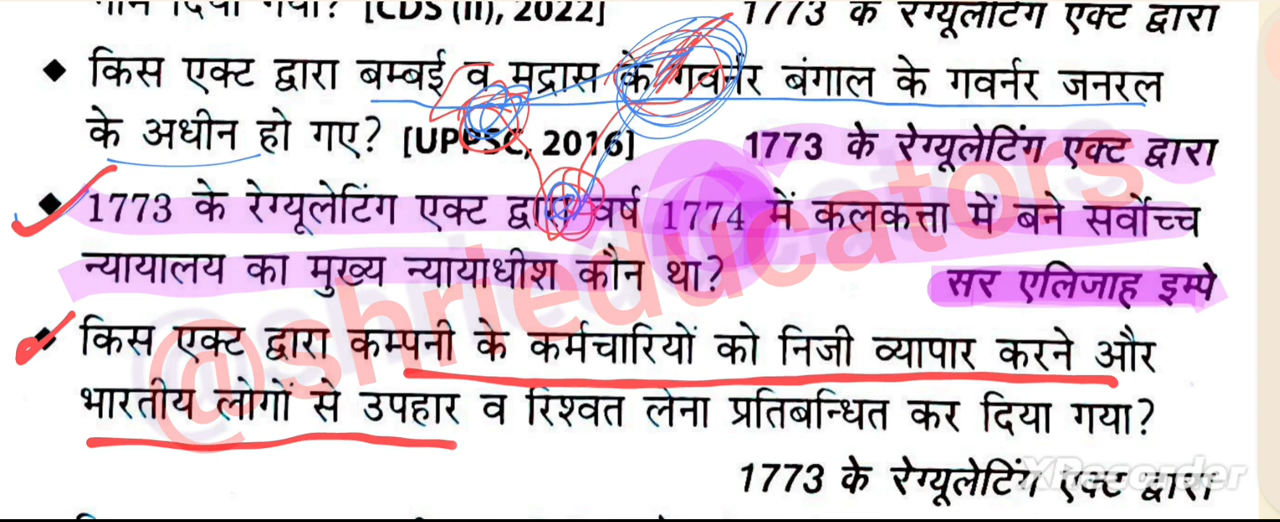 नाम दिया गया? [CDS (II), 2022] 1773 के रेग्यूलेटिंग एक्ट द्वारा
◆ किस एक्ट द्वारा बम्बई व मद्रास के गवर्नर बंगाल के गवर्नर जनरल
के अधीन हो गए? [UPPSC, 2016] 1773 के रेग्यूलेटिंग एक्ट द्वारा
◆ 1773 के रेग्यूलेटिंग एक्ट द्वारा वर्ष 1774 में कलकत्ता में बने सर्वोच्च
न्यायालय का मुख्य न्यायाधीश कौन था? सर एलिजाह इम्पे
◆ किस एक्ट द्वारा कम्पनी के कर्मचारियों को निजी व्यापार करने और
भारतीय लोगों से उपहार व रिश्वत लेना प्रतिबन्धित कर दिया गया?
1773 के रेग्यूलेटिंग एक्ट द्वारा
@shrieducators
XRecorder